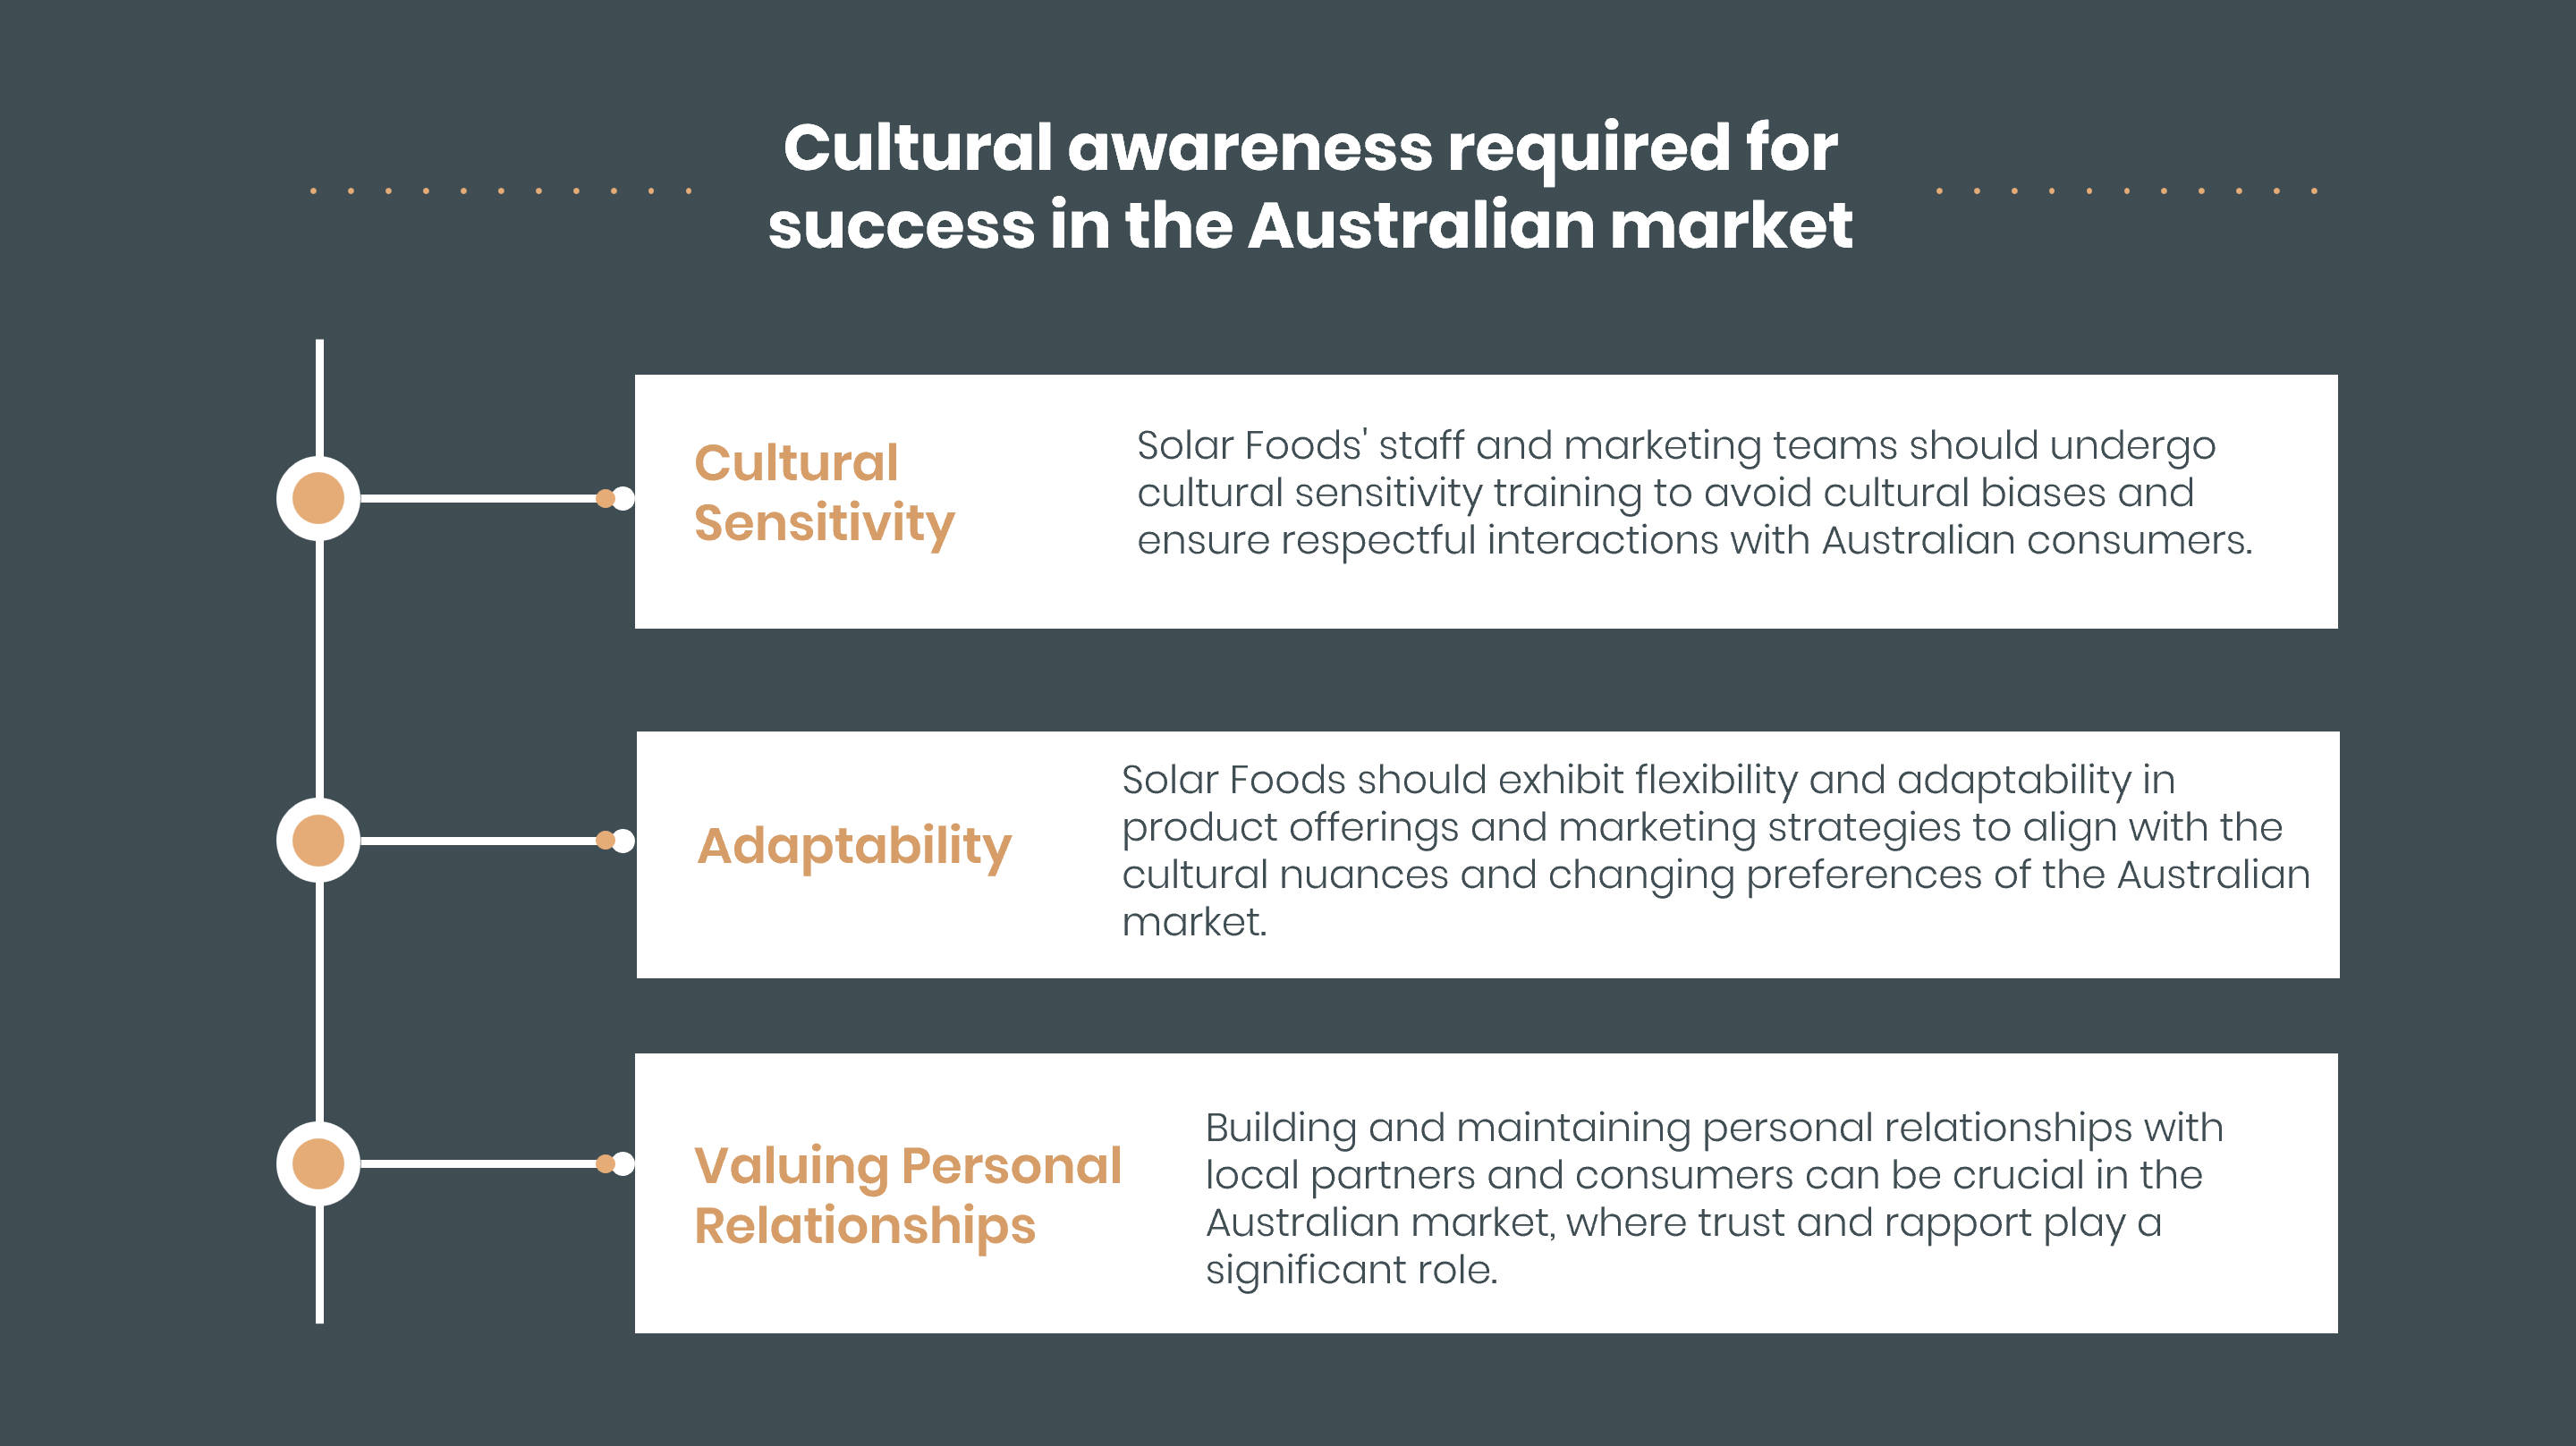 Cultural awareness required for
success in the Australian market
Cultural
Sensitivity
Solar Foods' staff and marketing teams should undergo
cultural sensitivity training to avoid cultural biases and
ensure respectful interactions with Australian consumers.
Adaptability
Solar Foods should exhibit flexibility and adaptability in
product offerings and marketing strategies to align with the
cultural nuances and changing preferences of the Australian
market.
Valuing Personal
Relationships
Building and maintaining personal relationships with
local partners and consumers can be crucial in the
Australian market, where trust and rapport play a
significant role.